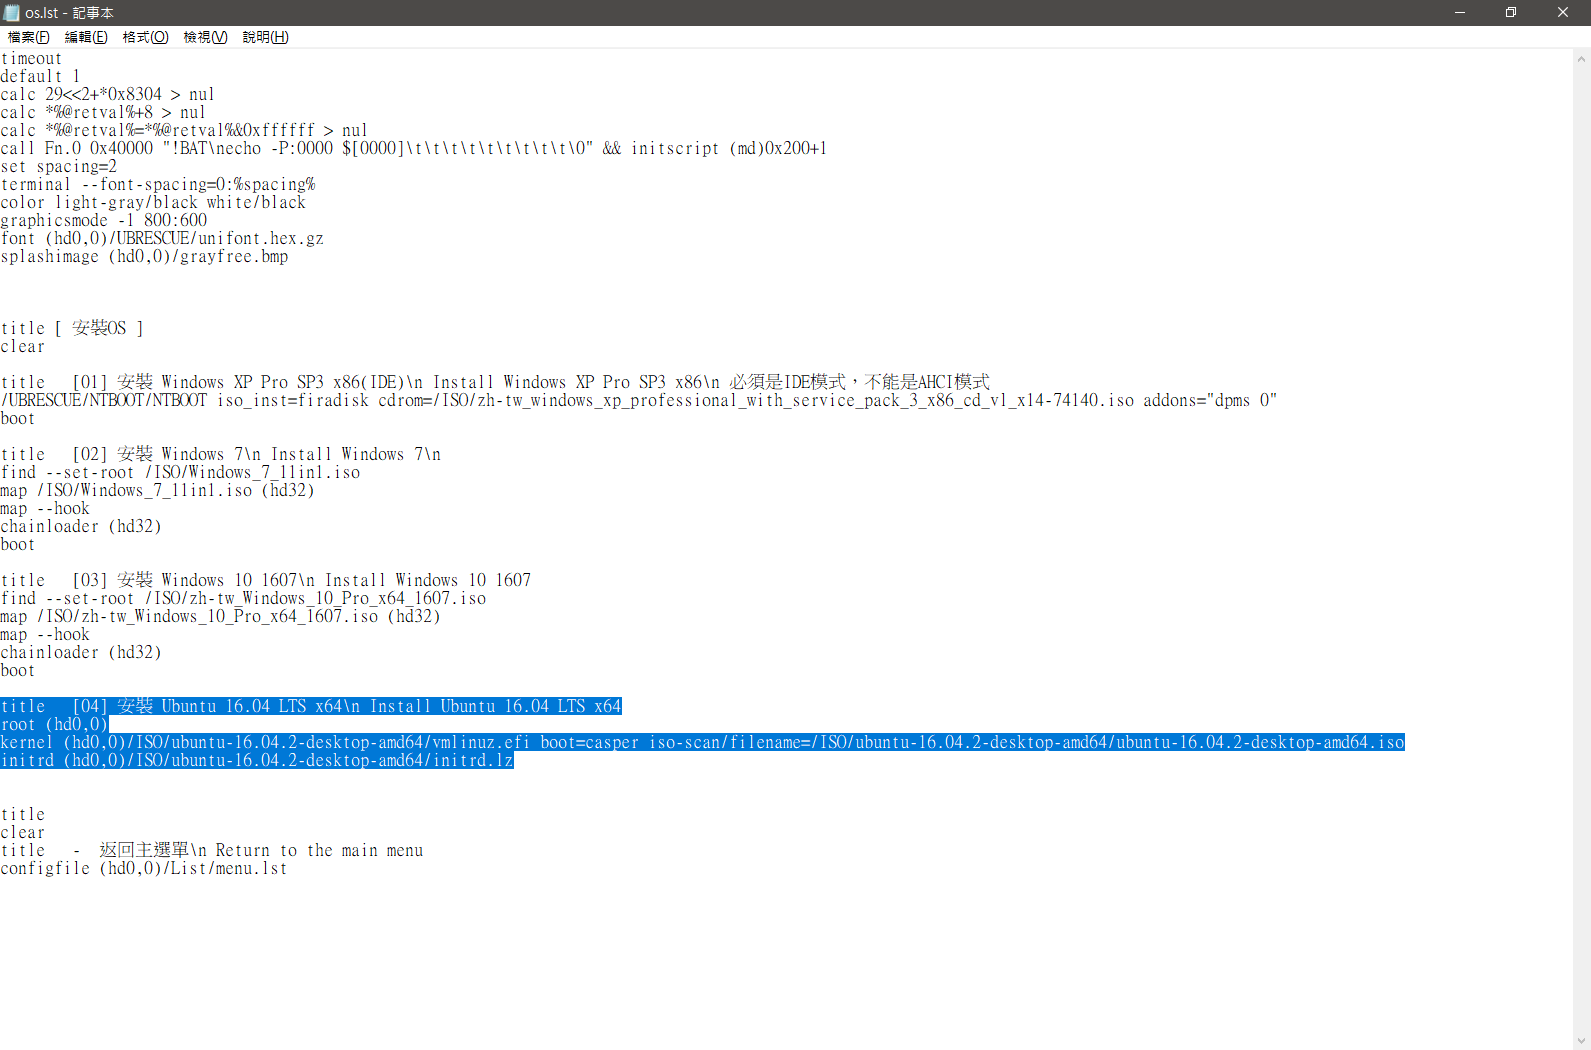 os.lst - 記事本
檔案(F) 編輯(E) 格式(O) 檢視(V) 說明(H)
timeout
default 1
calc 29<<2+*0x8304 > nul
calc *%@retval%+8 > nul
calc *%@retval%=*%@retval%&0xffffff > nul
call Fn.0 0x40000 "!BAT\necho -P:0000 $[0000]\t\t\t\t\t\t\t\t\t\0" && initscript (md)0x200+1
set spacing=2
terminal --font-spacing=0:%spacing%
color light-gray/black white/black
graphicsmode -1 800:600
font (hd0,0)/UBRESCUE/unifont.hex.gz
splashimage (hd0,0)/grayfree.bmp
title [ 安裝OS ]
clear
title   [01] 安裝 Windows XP Pro SP3 x86(IDE)\n Install Windows XP Pro SP3 x86\n 必須是IDE模式，不能是AHCI模式
/UBRESCUE/NTBOOT/NTBOOT iso_inst=firadisk cdrom=/ISO/zh-tw_windows_xp_professional_with_service_pack_3_x86_cd_vl_x14-74140.iso addons="dpms 0"
boot
title   [02] 安裝 Windows 7\n Install Windows 7\n
find --set-root /ISO/Windows_7_11in1.iso
map /ISO/Windows_7_11in1.iso (hd32)
map --hook
chainloader (hd32)
boot
title   [03] 安裝 Windows 10 1607\n Install Windows 10 1607
find --set-root /ISO/zh-tw_Windows_10_Pro_x64_1607.iso
map /ISO/zh-tw_Windows_10_Pro_x64_1607.iso (hd32)
map --hook
chainloader (hd32)
boot
title   [04] 安裝 Ubuntu 16.04 LTS x64\n Install Ubuntu 16.04 LTS x64
root (hd0,0)
kernel (hd0,0)/ISO/ubuntu-16.04.2-desktop-amd64/vmlinuz.efi boot=casper iso-scan/filename=/ISO/ubuntu-16.04.2-desktop-amd64/ubuntu-16.04.2-desktop-amd64.iso
initrd (hd0,0)/ISO/ubuntu-16.04.2-desktop-amd64/initrd.lz
title
clear
title   -  返回主選單\n Return to the main menu
configfile (hd0,0)/List/menu.lst